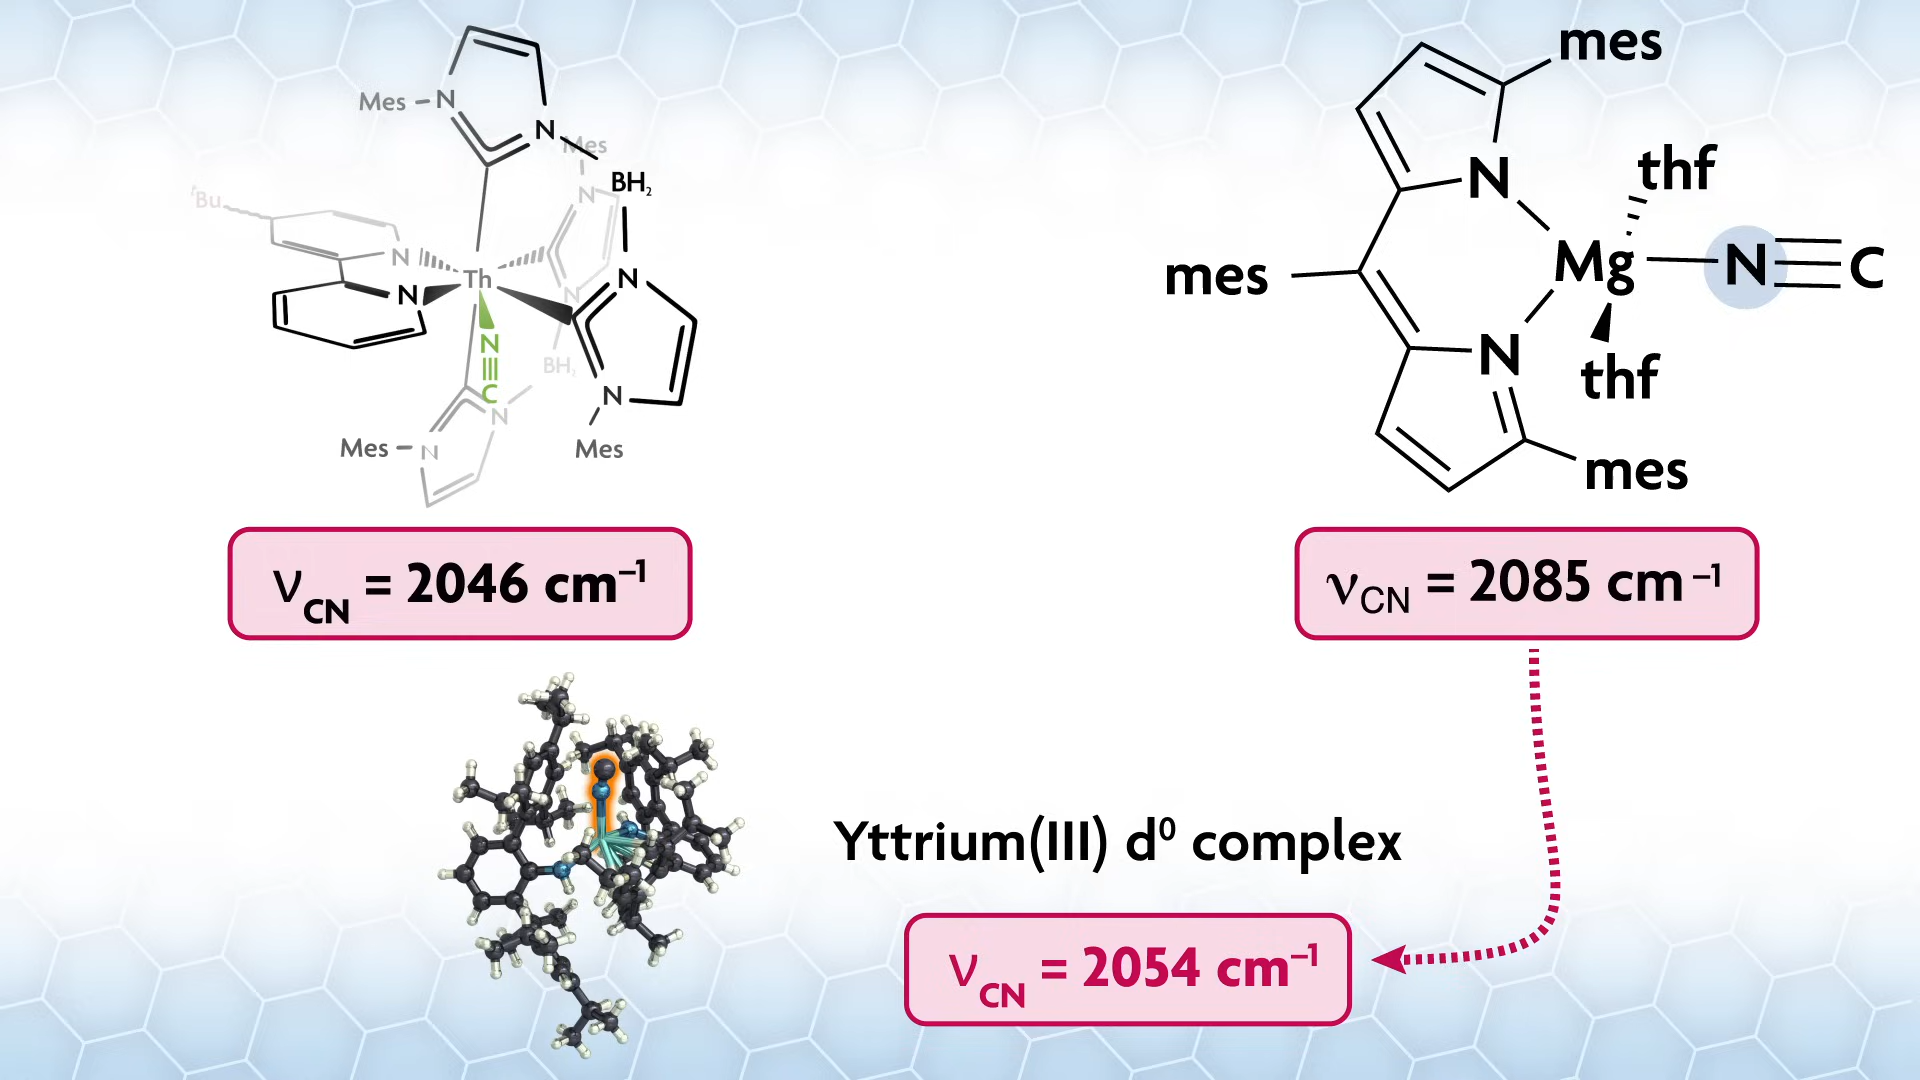 Mes
N
N
Mes
BH₂
ᵗBu
N
N
N
Th
N
N
N
N
C
BH₂
N
Mes
N
N
Mes
νCN = 2046 cm⁻¹
mes
N
thf
mes
Mg
N
C
N
thf
mes
νCN = 2085 cm⁻¹
Yttrium(III) d⁰ complex
νCN = 2054 cm⁻¹